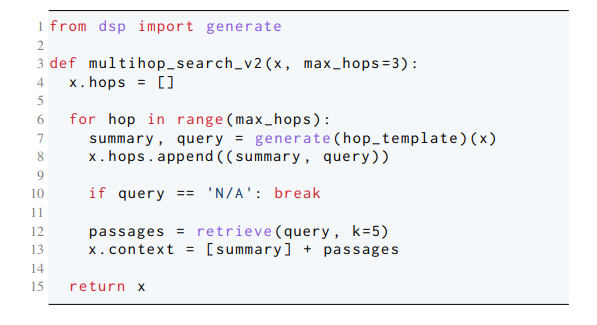 1 from dsp import generate
2
3 def multihop_search_v2(x, max_hops=3):
4   x.hops = []
5
6   for hop in range(max_hops):
7     summary, query = generate(hop_template)(x)
8     x.hops.append((summary, query))
9
10     if query == 'N/A': break
11
12     passages = retrieve(query, k=5)
13     x.context = [summary] + passages
14
15   return x